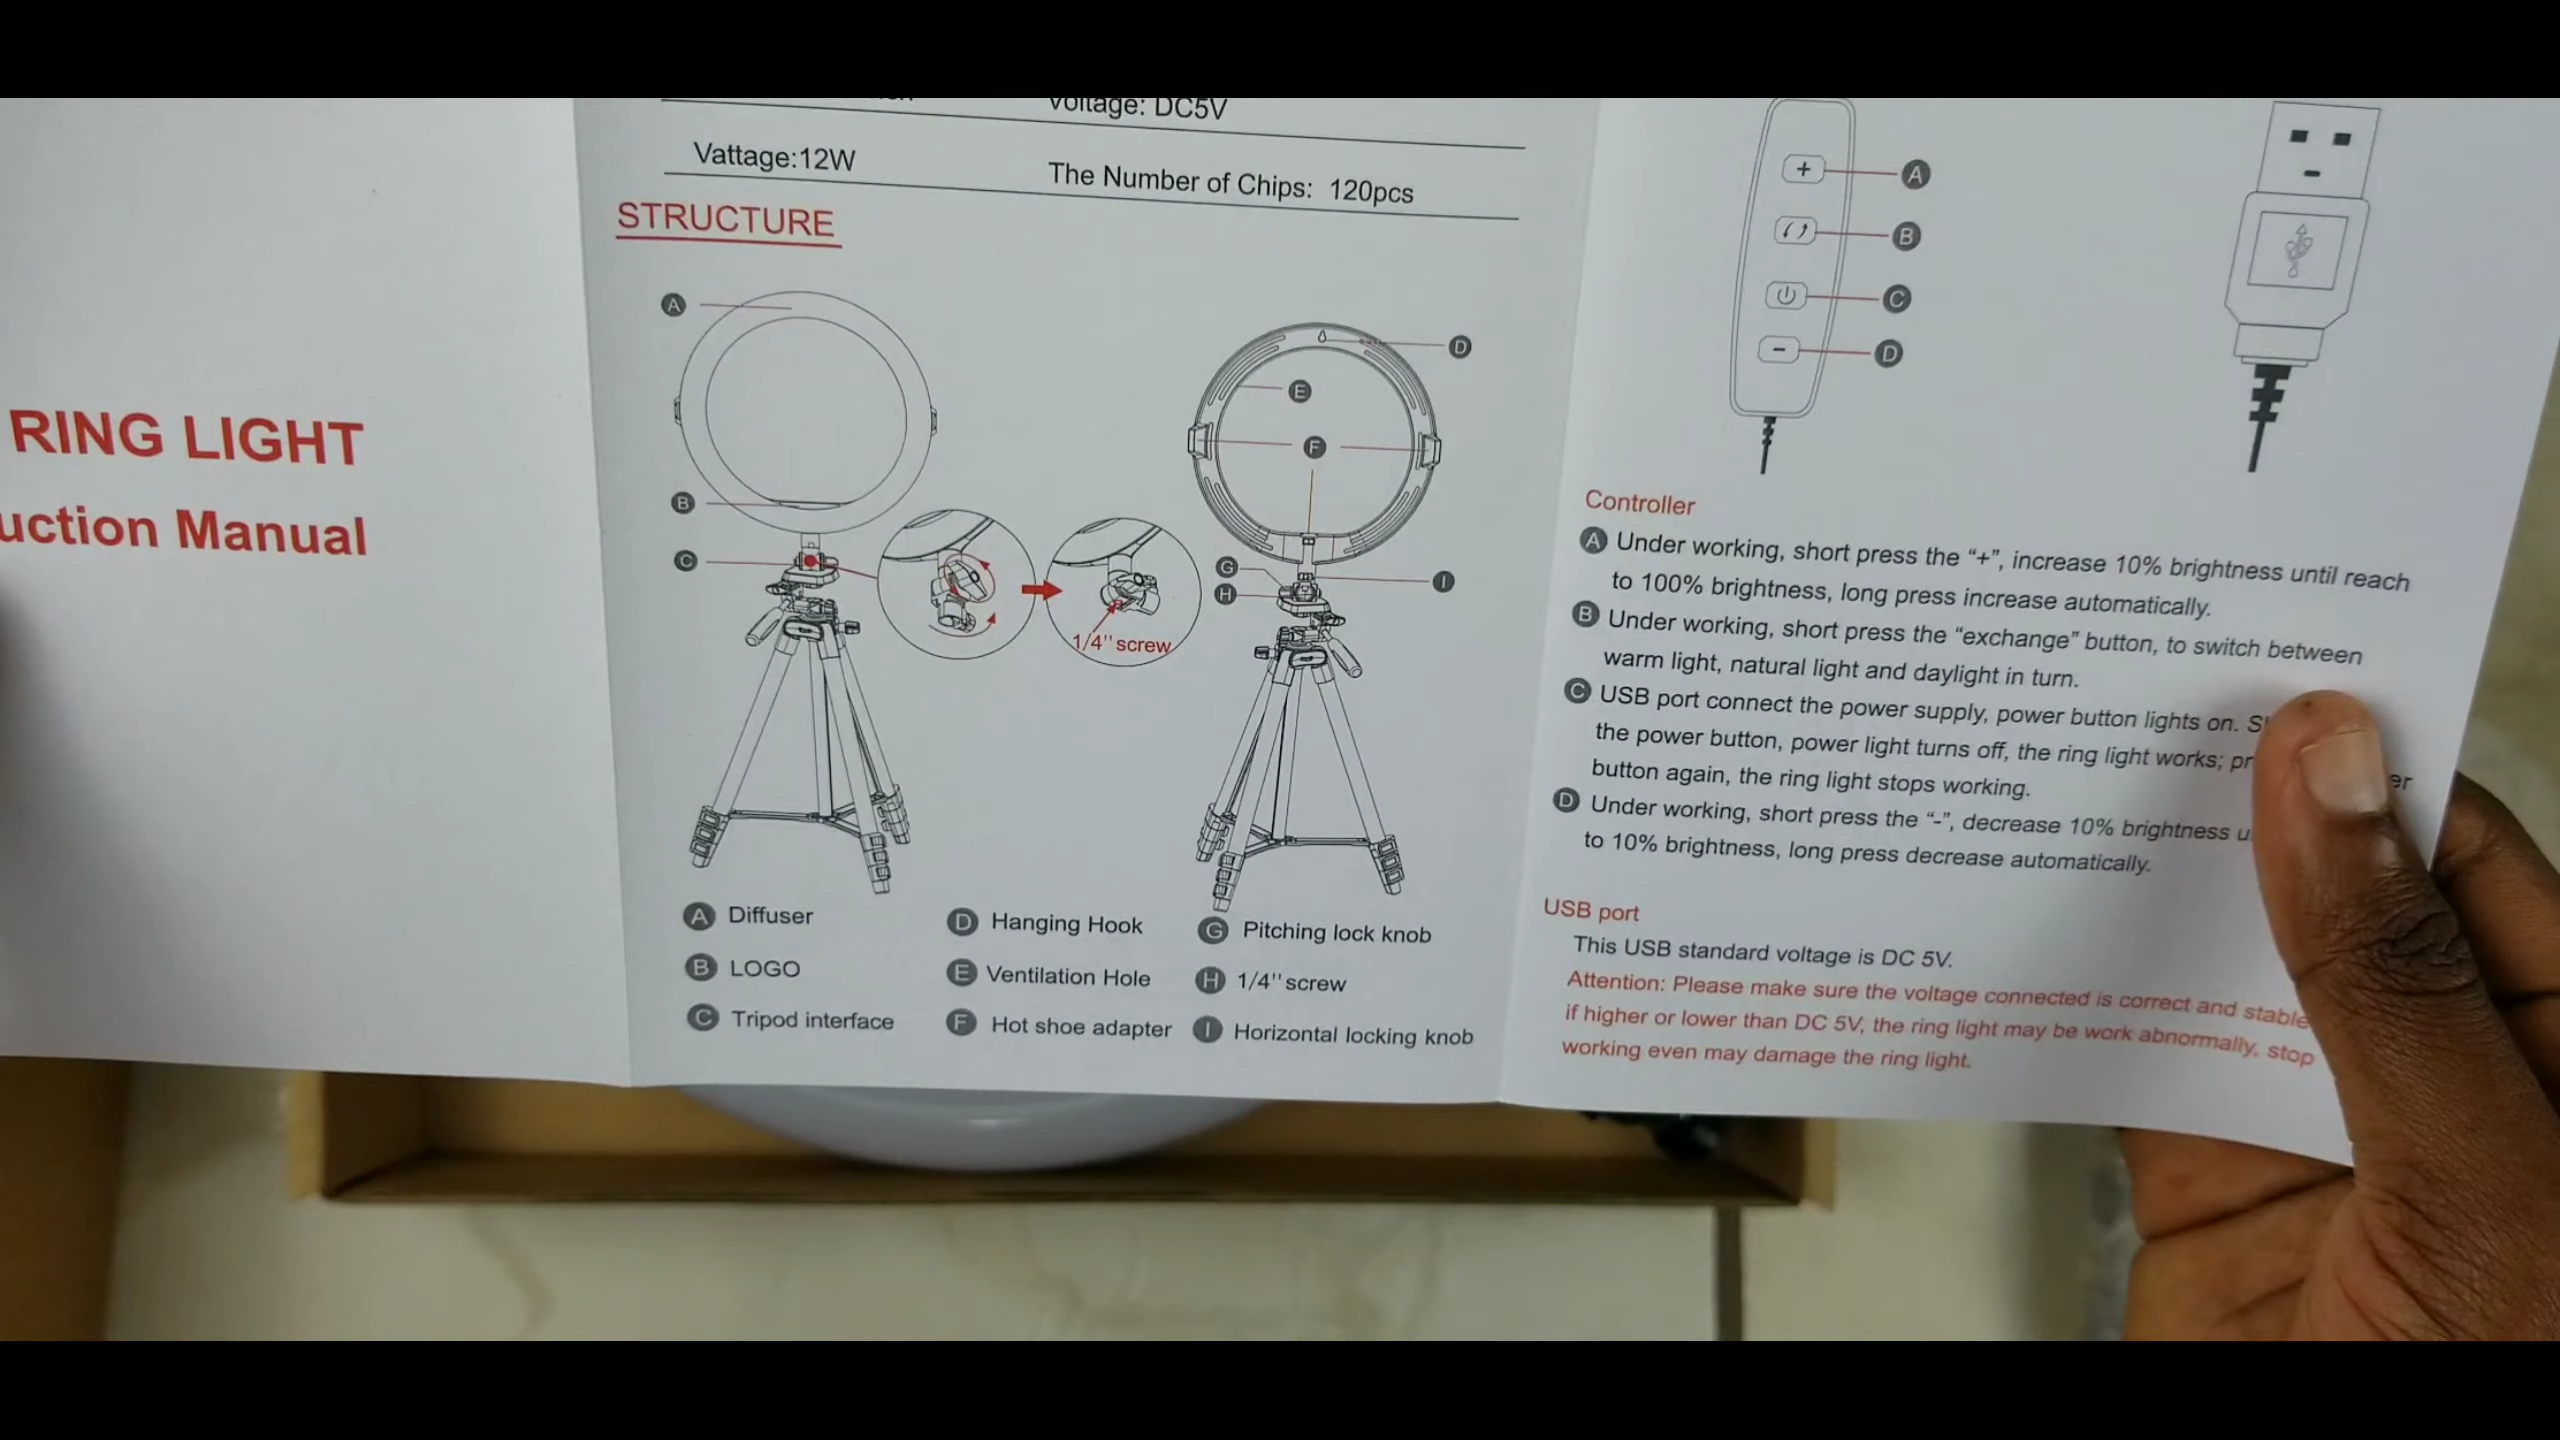 RING LIGHT
Manual
Voltage: DC5V
Vattage:12W
The Number of Chips: 120pcs
STRUCTURE
A
B
C
1/4" screw
D
E
F
G
H
I
A Diffuser
B LOGO
C Tripod interface
D Hanging Hook
E Ventilation Hole
F Hot shoe adapter
G Pitching lock knob
H 1/4" screw
I Horizontal locking knob
+ A
B
C
- D
Controller
A Under working, short press the “+”, increase 10% brightness until reach
to 100% brightness, long press increase automatically.
B Under working, short press the “exchange” button, to switch between
warm light, natural light and daylight in turn.
C USB port connect the power supply, power button lights on.
the power button, power light turns off, the ring light works;
button again, the ring light stops working.
D Under working, short press the “-”, decrease 10% brightness
to 10% brightness, long press decrease automatically.
USB port
This USB standard voltage is DC 5V.
Attention: Please make sure the voltage connected is correct and stable
if higher or lower than DC 5V, the ring light may be work abnormally, stop
working even may damage the ring light.